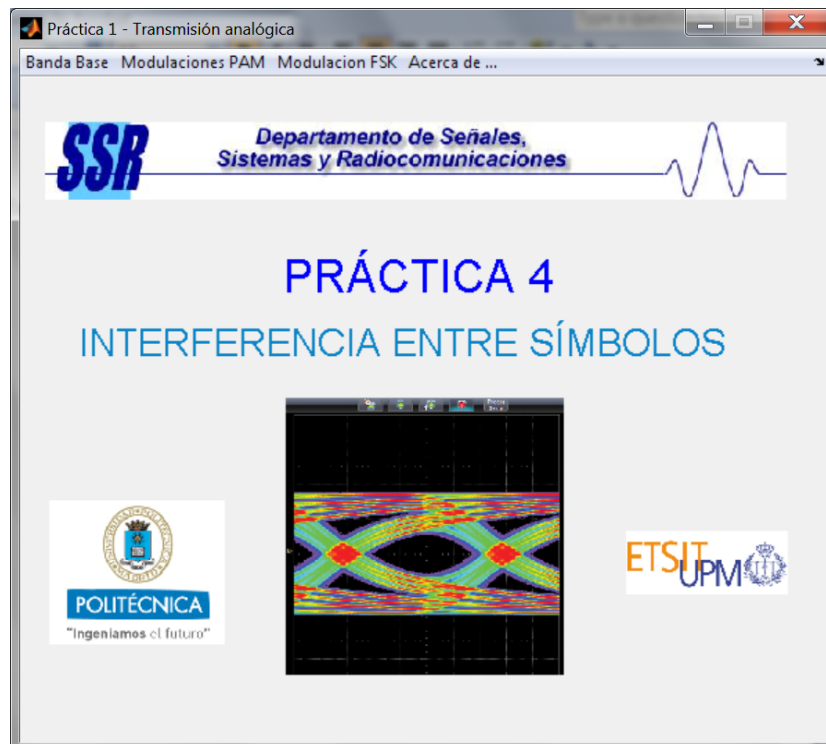 Práctica 1 - Transmisión analógica
Banda Base Modulaciones PAM Modulacion FSK Acerca de ...
SSR
Departamento de Señales,
Sistemas y Radiocomunicaciones
PRÁCTICA 4
INTERFERENCIA ENTRE SÍMBOLOS
POLITÉCNICA
"Ingeniamos el futuro"
ETSIT
UPM